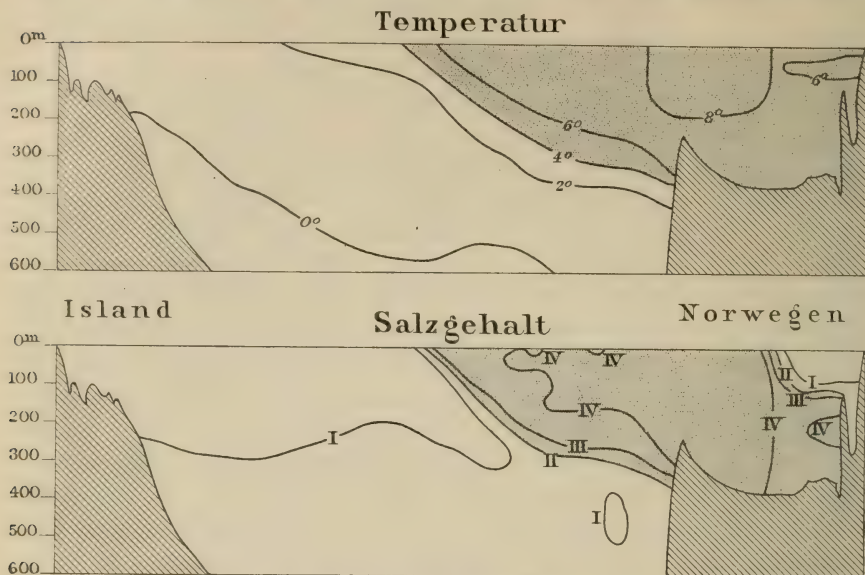 Temperatur
0m
100
200
300
400
500
600
6°
8°
6°
4°
2°
0°
Island
Norwegen
Salzgehalt
0m
100
200
300
400
500
600
IV
IV
I
II
III
IV
IV
IV
I
III
II
I